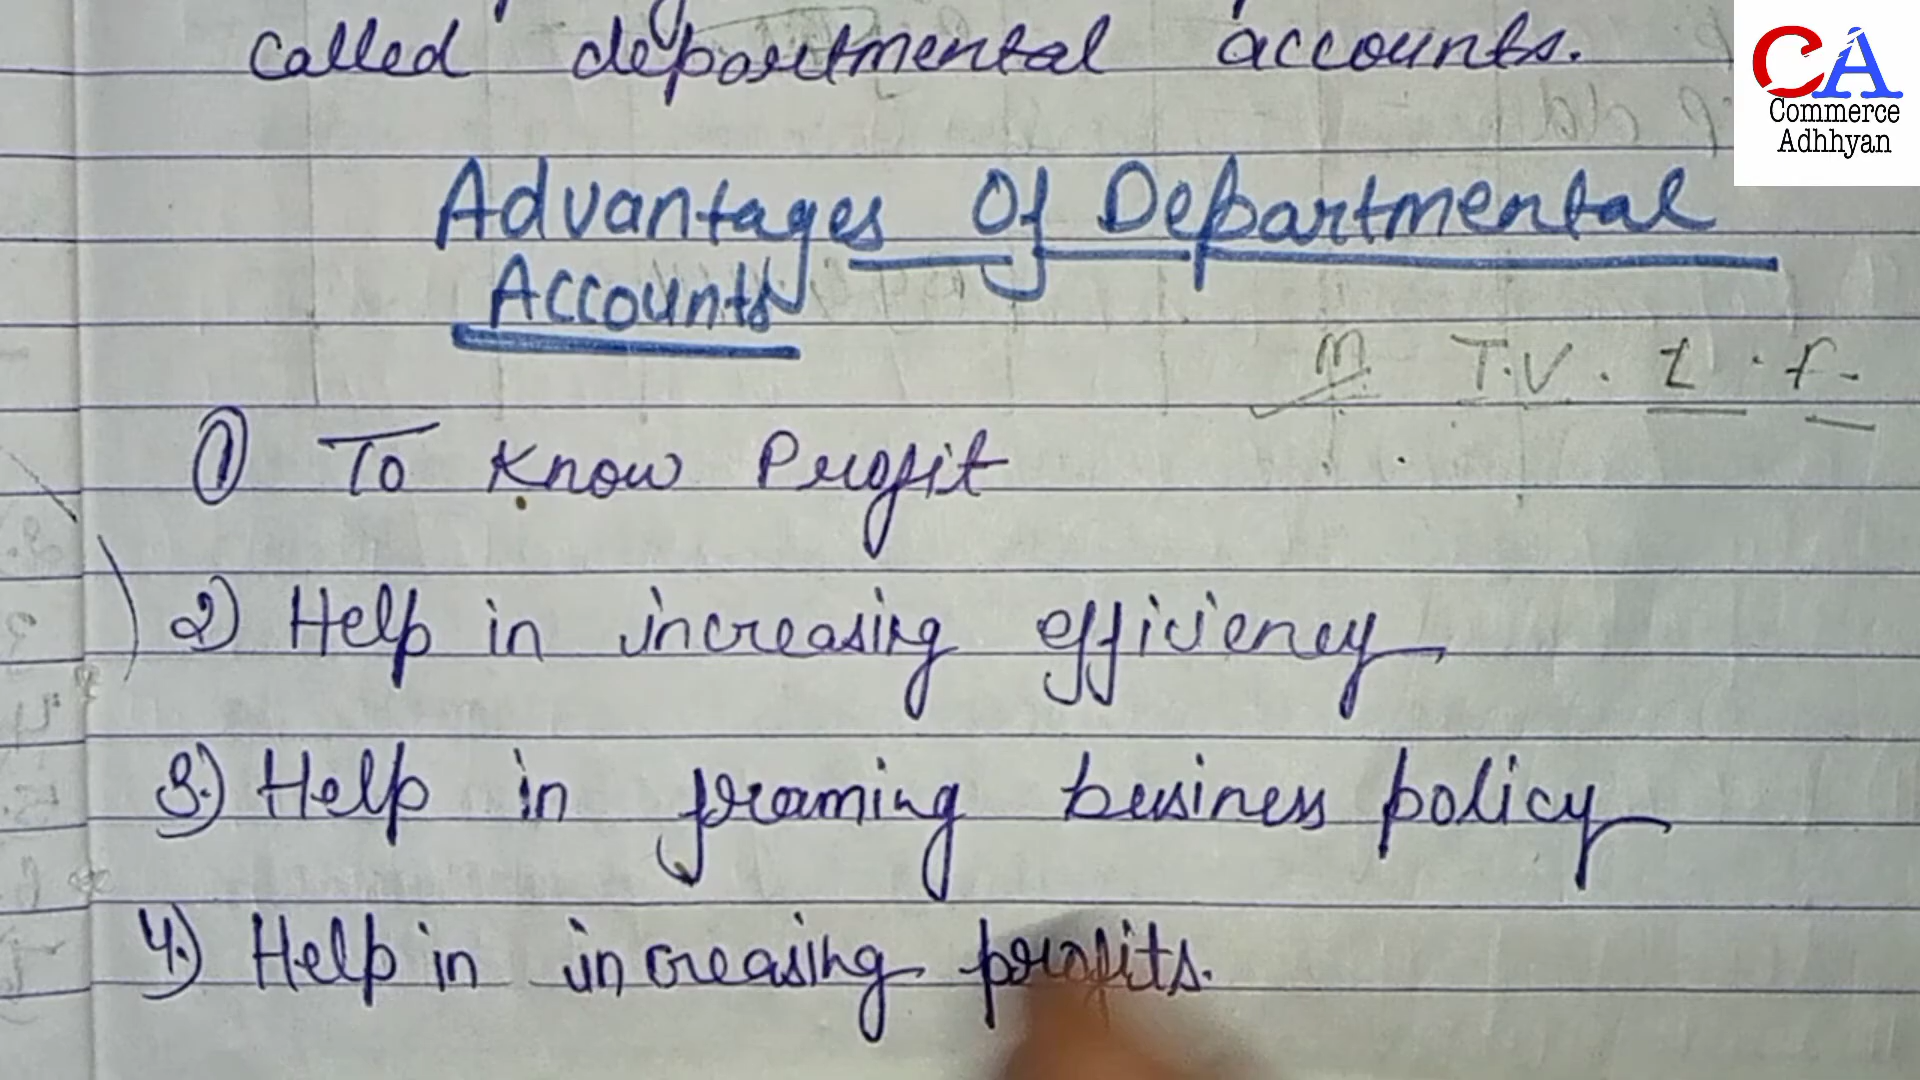 called departmental accounts.
CA
Commerce
Adhhyan
Advantages Of Departmental
Accounts
M T.V. L. F.
① To Know Profit
2) Help in increasing efficiency
3.) Help in framing business policy
4.) Help in increasing profits.